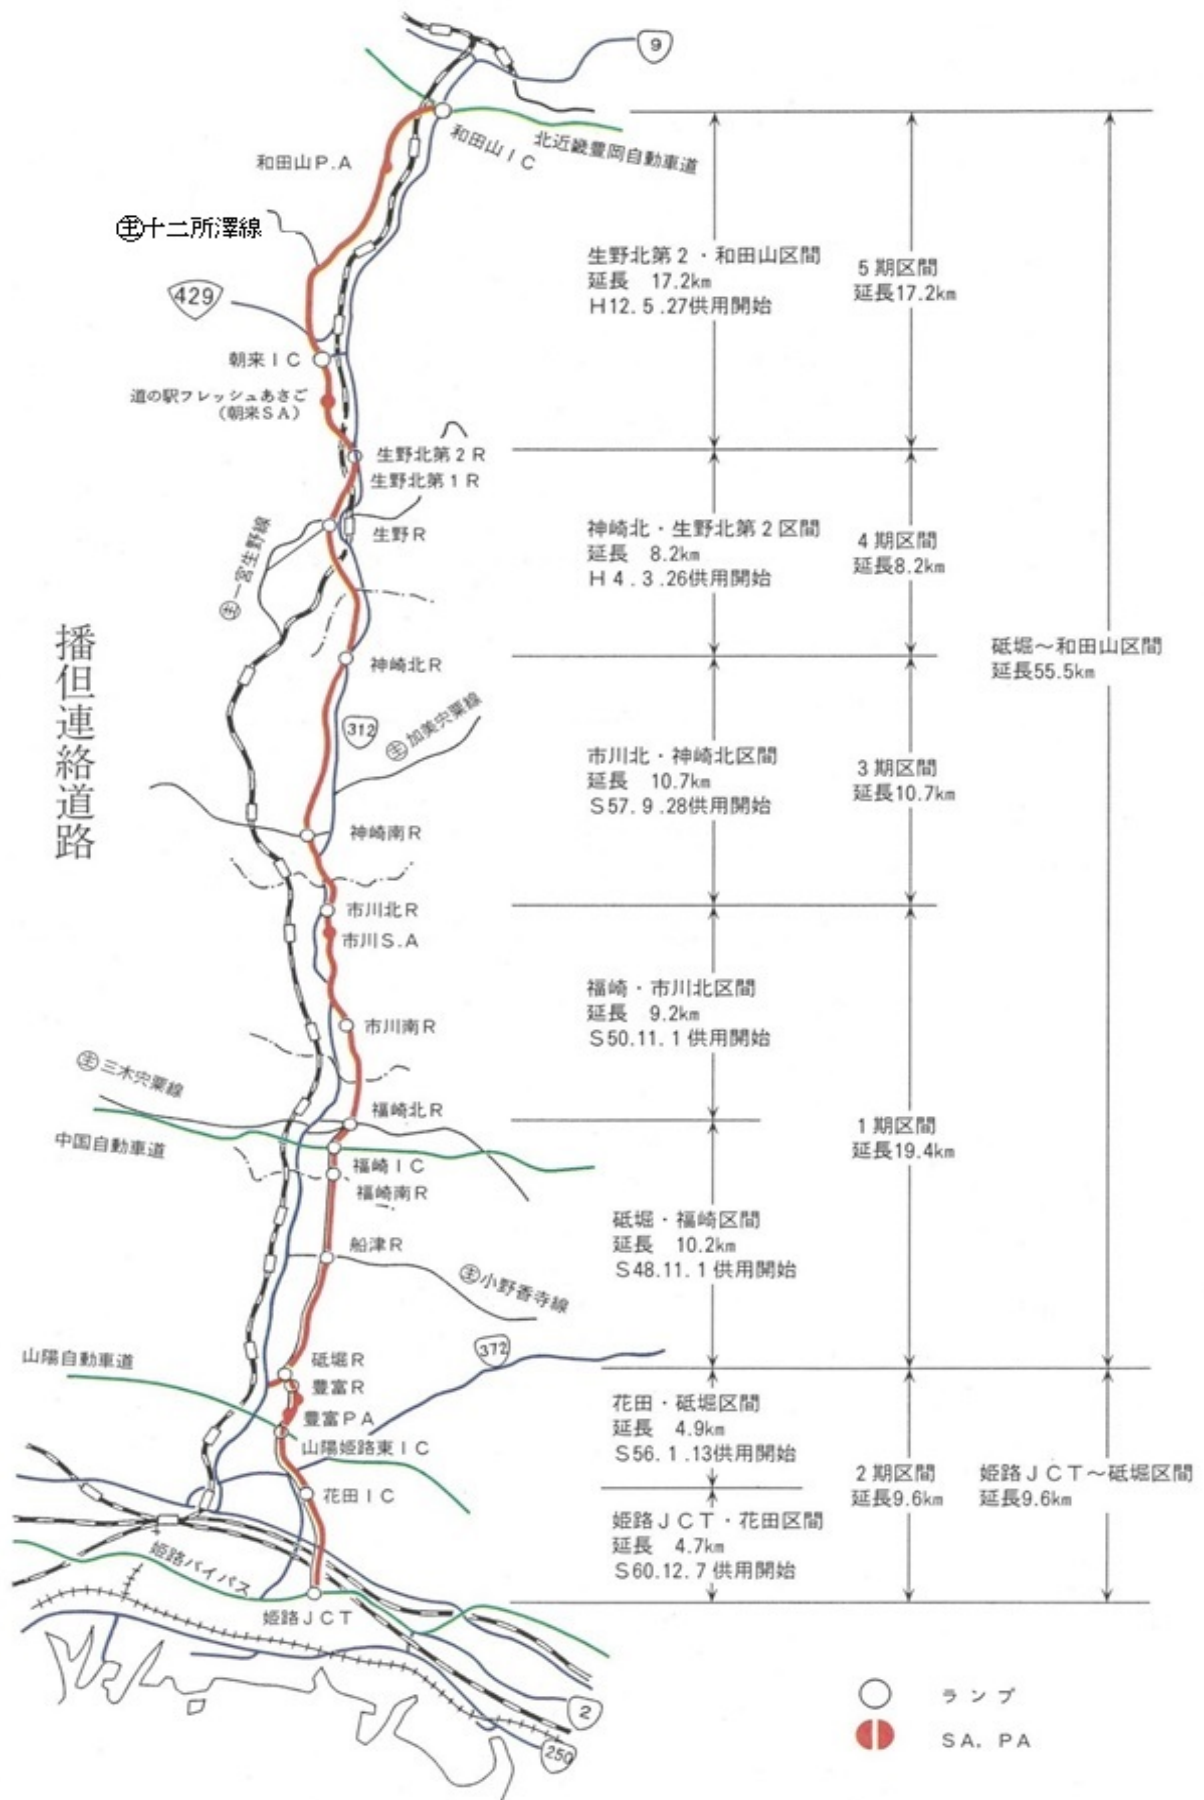 播但連絡道路
9
和田山IC
北近畿豊岡自動車道
和田山P.A
㊤十二所澤線
429
朝来IC
道の駅フレッシュあさご
（朝来SA）
生野北第2R
生野北第1R
生野R
㊤一宮生野線
神崎北R
312
㊤加美宍粟線
神崎南R
市川北R
市川S.A
市川南R
㊤三木宍粟線
福崎北R
中国自動車道
福崎IC
福崎南R
船津R
㊤小野香寺線
372
山陽自動車道
砥堀R
豊富R
豊富PA
山陽姫路東IC
花田IC
姫路バイパス
姫路JCT
2
250
生野北第2・和田山区間
延長 17.2km
H12.5.27供用開始
5期区間
延長17.2km
神崎北・生野北第2区間
延長 8.2km
H4.3.26供用開始
4期区間
延長8.2km
砥堀〜和田山区間
延長55.5km
市川北・神崎北区間
延長 10.7km
S57.9.28供用開始
3期区間
延長10.7km
福崎・市川北区間
延長 9.2km
S50.11.1供用開始
1期区間
延長19.4km
砥堀・福崎区間
延長 10.2km
S48.11.1供用開始
花田・砥堀区間
延長 4.9km
S56.1.13供用開始
2期区間
延長9.6km
姫路JCT〜砥堀区間
延長9.6km
姫路JCT・花田区間
延長 4.7km
S60.12.7供用開始
ランプ
SA. PA